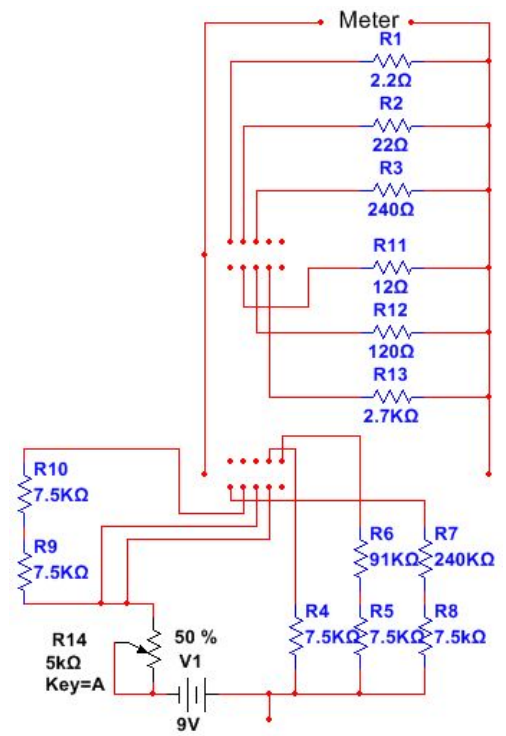 Meter
R1
2.2Ω
R2
22Ω
R3
240Ω
R11
12Ω
R12
120Ω
R13
2.7KΩ
R10
7.5KΩ
R9
7.5KΩ
R6
91KΩ
R7
240KΩ
R4
7.5KΩ
R5
7.5KΩ
R8
7.5kΩ
R14
5kΩ
Key=A
50 %
V1
9V